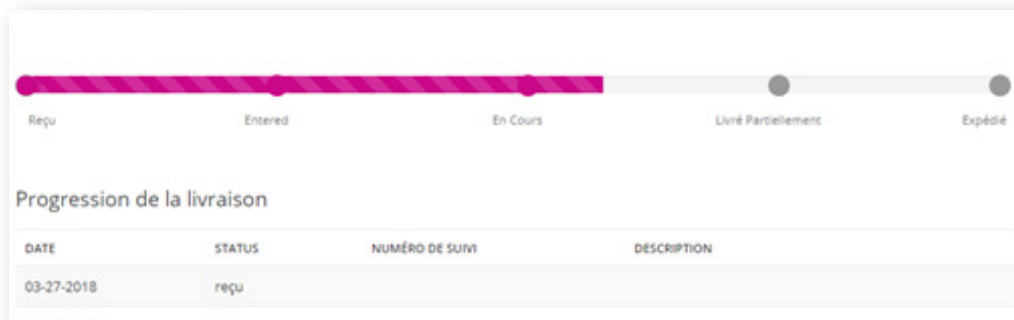 Reçu Entered En Cours Livré Partiellement Expédié
Progression de la livraison
DATE STATUS NUMÉRO DE SUIVI DESCRIPTION
03-27-2018 reçu